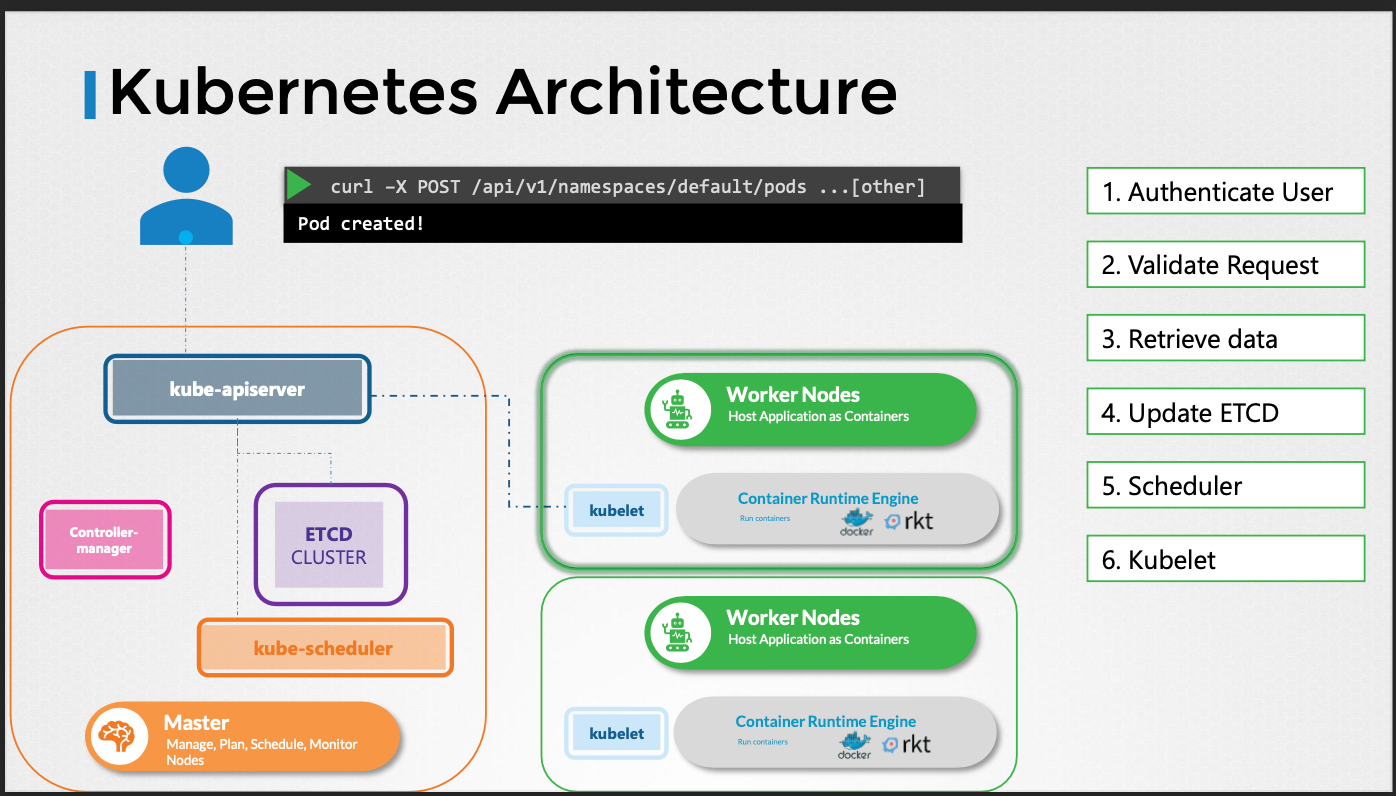 Kubernetes Architecture
curl –X POST /api/v1/namespaces/default/pods ...[other]
Pod created!
1. Authenticate User
2. Validate Request
3. Retrieve data
4. Update ETCD
5. Scheduler
6. Kubelet
kube-apiserver
Controller-
manager
ETCD
CLUSTER
kube-scheduler
Master
Manage, Plan, Schedule, Monitor
Nodes
Worker Nodes
Host Application as Containers
kubelet
Container Runtime Engine
Run containers
docker
rkt
Worker Nodes
Host Application as Containers
kubelet
Container Runtime Engine
Run containers
docker
rkt